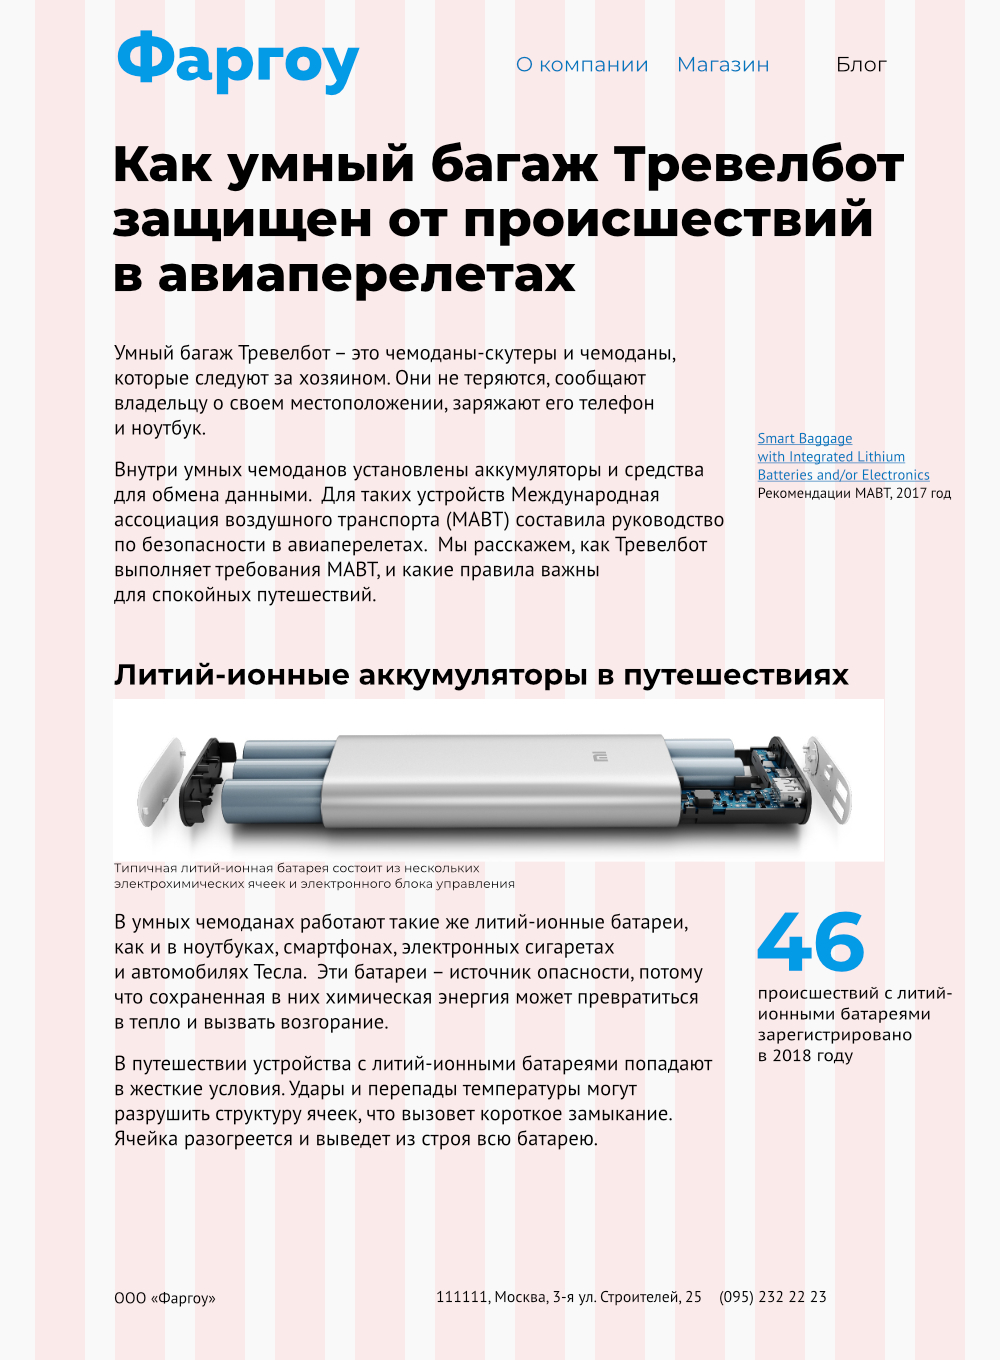 Фаргоу
О компании Магазин Блог
Как умный багаж Тревелбот
защищен от происшествий
в авиаперелетах
Умный багаж Тревелбот – это чемоданы-скутеры и чемоданы,
которые следуют за хозяином. Они не теряются, сообщают
владельцу о своем местоположении, заряжают его телефон
и ноутбук.
Внутри умных чемоданов установлены аккумуляторы и средства
для обмена данными. Для таких устройств Международная
ассоциация воздушного транспорта (МАВТ) составила руководство
по безопасности в авиаперелетах. Мы расскажем, как Тревелбот
выполняет требования МАВТ, и какие правила важны
для спокойных путешествий.
Smart Baggage
with Integrated Lithium
Batteries and/or Electronics
Рекомендации МАВТ, 2017 год
Литий-ионные аккумуляторы в путешествиях
Типичная литий-ионная батарея состоит из нескольких
электрохимических ячеек и электронного блока управления
В умных чемоданах работают такие же литий-ионные батареи,
как и в ноутбуках, смартфонах, электронных сигаретах
и автомобилях Тесла. Эти батареи – источник опасности, потому
что сохраненная в них химическая энергия может превратиться
в тепло и вызвать возгорание.
В путешествии устройства с литий-ионными батареями попадают
в жесткие условия. Удары и перепады температуры могут
разрушить структуру ячеек, что вызовет короткое замыкание.
Ячейка разогреется и выведет из строя всю батарею.
46
происшествий с литий-
ионными батареями
зарегистрировано
в 2018 году
ООО «Фаргоу»
111111, Москва, 3-я ул. Строителей, 25 (095) 232 22 23